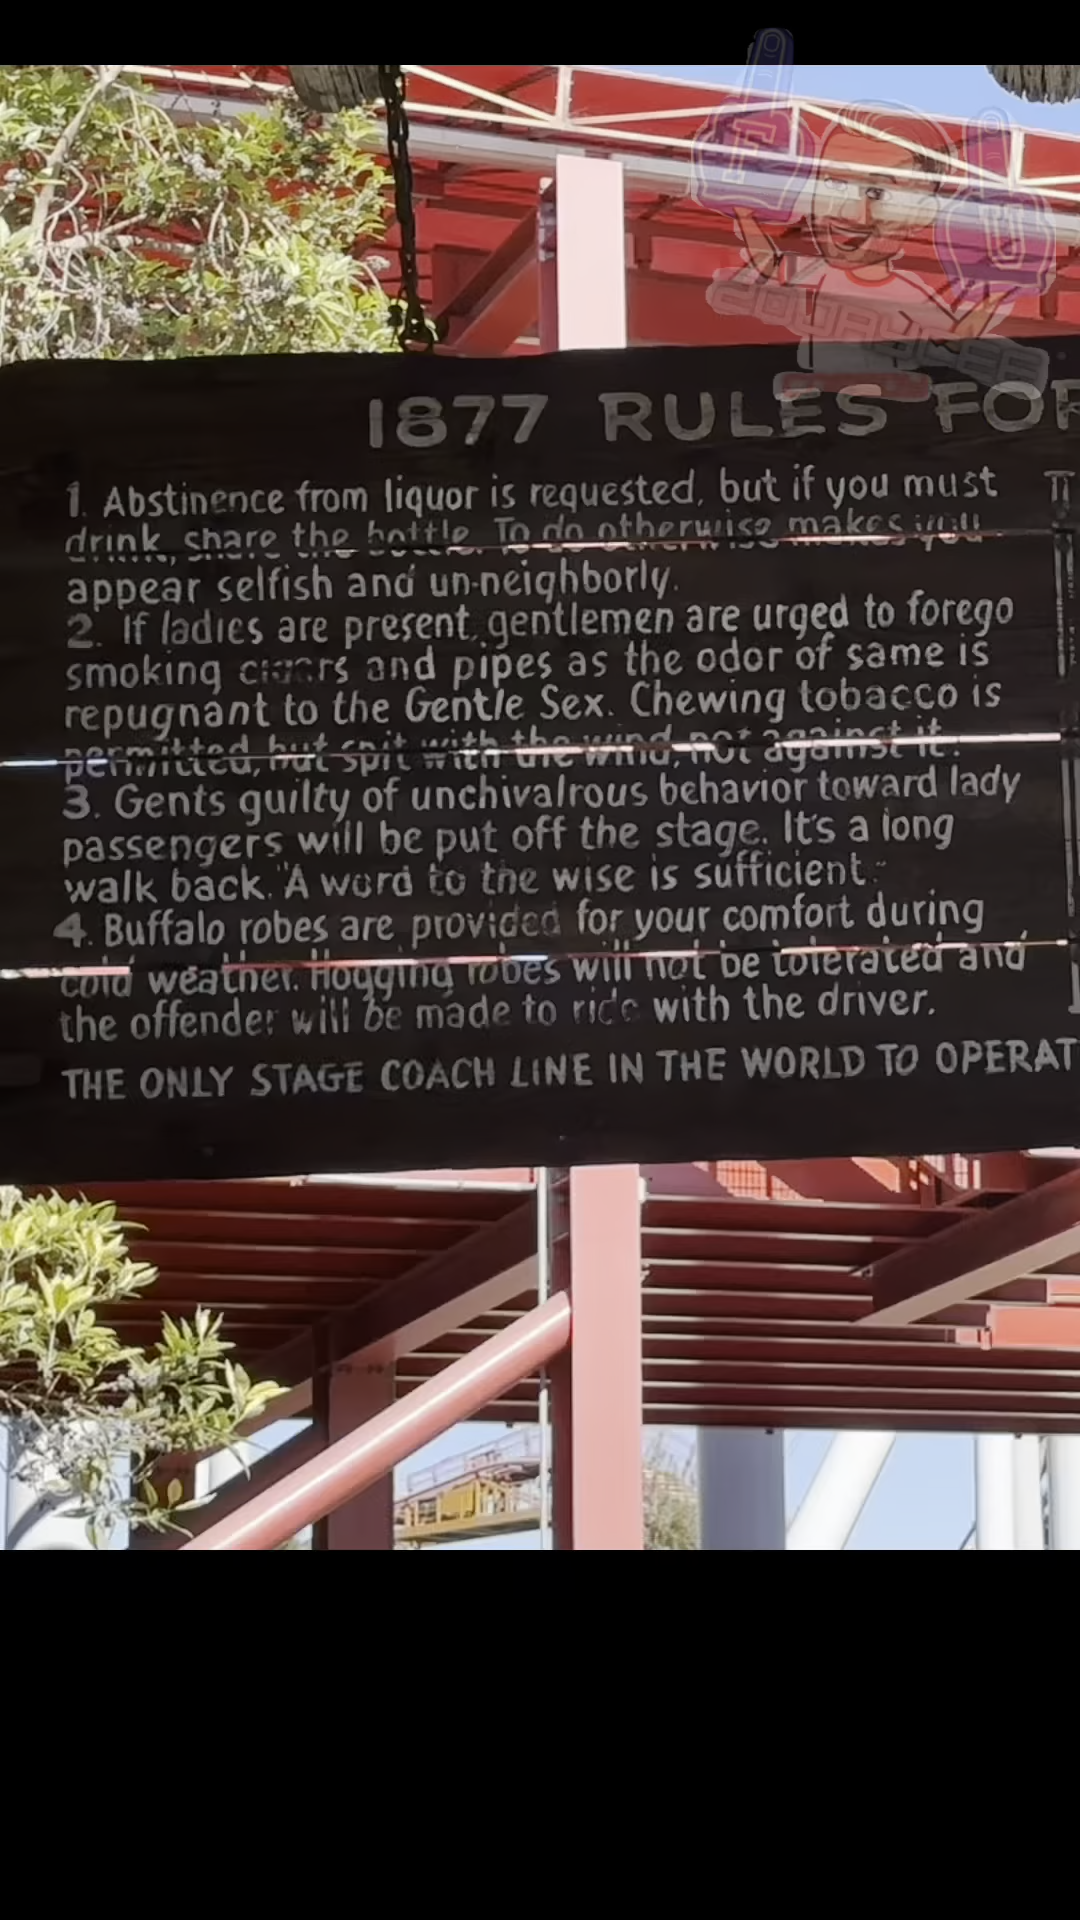 F
U
1877 RULES FOR
1. Abstinence from liquor is requested, but if you must
drink, share the bottle. To do otherwise makes you
appear selfish and un-neighborly.
2. If ladies are present, gentlemen are urged to forego
smoking cigars and pipes as the odor of same is
repugnant to the Gentle Sex. Chewing tobacco is
permitted, but spit with the wind, not against it.
3. Gents guilty of unchivalrous behavior toward lady
passengers will be put off the stage. It's a long
walk back. "A word to the wise is sufficient."
4. Buffalo robes are provided for your comfort during
cold weather. Hogging robes will not be tolerated and
the offender will be made to ride with the driver.
THE ONLY STAGE COACH LINE IN THE WORLD TO OPERAT